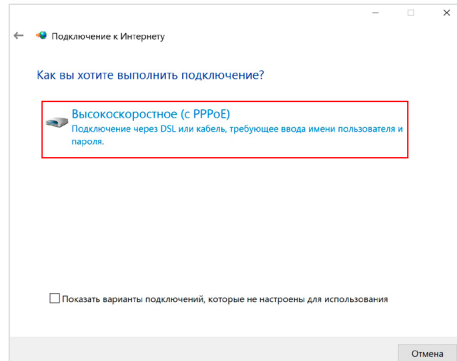 Подключение к Интернету
Как вы хотите выполнить подключение?
Высокоскоростное (с PPPoE)
Подключение через DSL или кабель, требующее ввода имени пользователя и
пароля.
Показать варианты подключений, которые не настроены для использования
Отмена